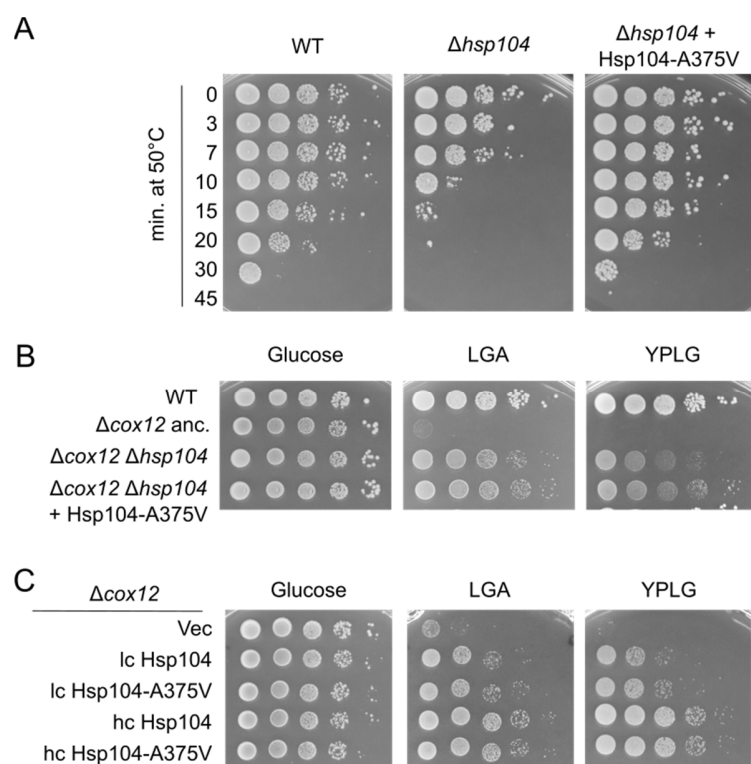 A
WT
Δhsp104
Δhsp104 +
Hsp104-A375V
min. at 50°C
0
3
7
10
15
20
30
45
B
Glucose
LGA
YPLG
WT
Δcox12 anc.
Δcox12 Δhsp104
Δcox12 Δhsp104
+ Hsp104-A375V
C
Δcox12
Glucose
LGA
YPLG
Vec
lc Hsp104
lc Hsp104-A375V
hc Hsp104
hc Hsp104-A375V